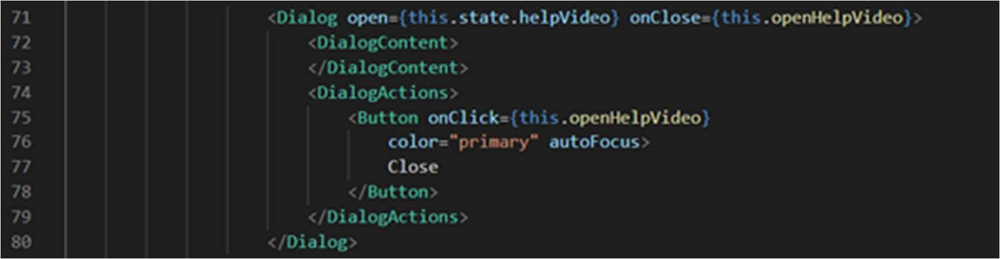 71 <Dialog open={this.state.helpVideo} onClose={this.openHelpVideo}>
72 <DialogContent>
73 </DialogContent>
74 <DialogActions>
75 <Button onClick={this.openHelpVideo}
76 color="primary" autoFocus>
77 Close
78 </Button>
79 </DialogActions>
80 </Dialog>